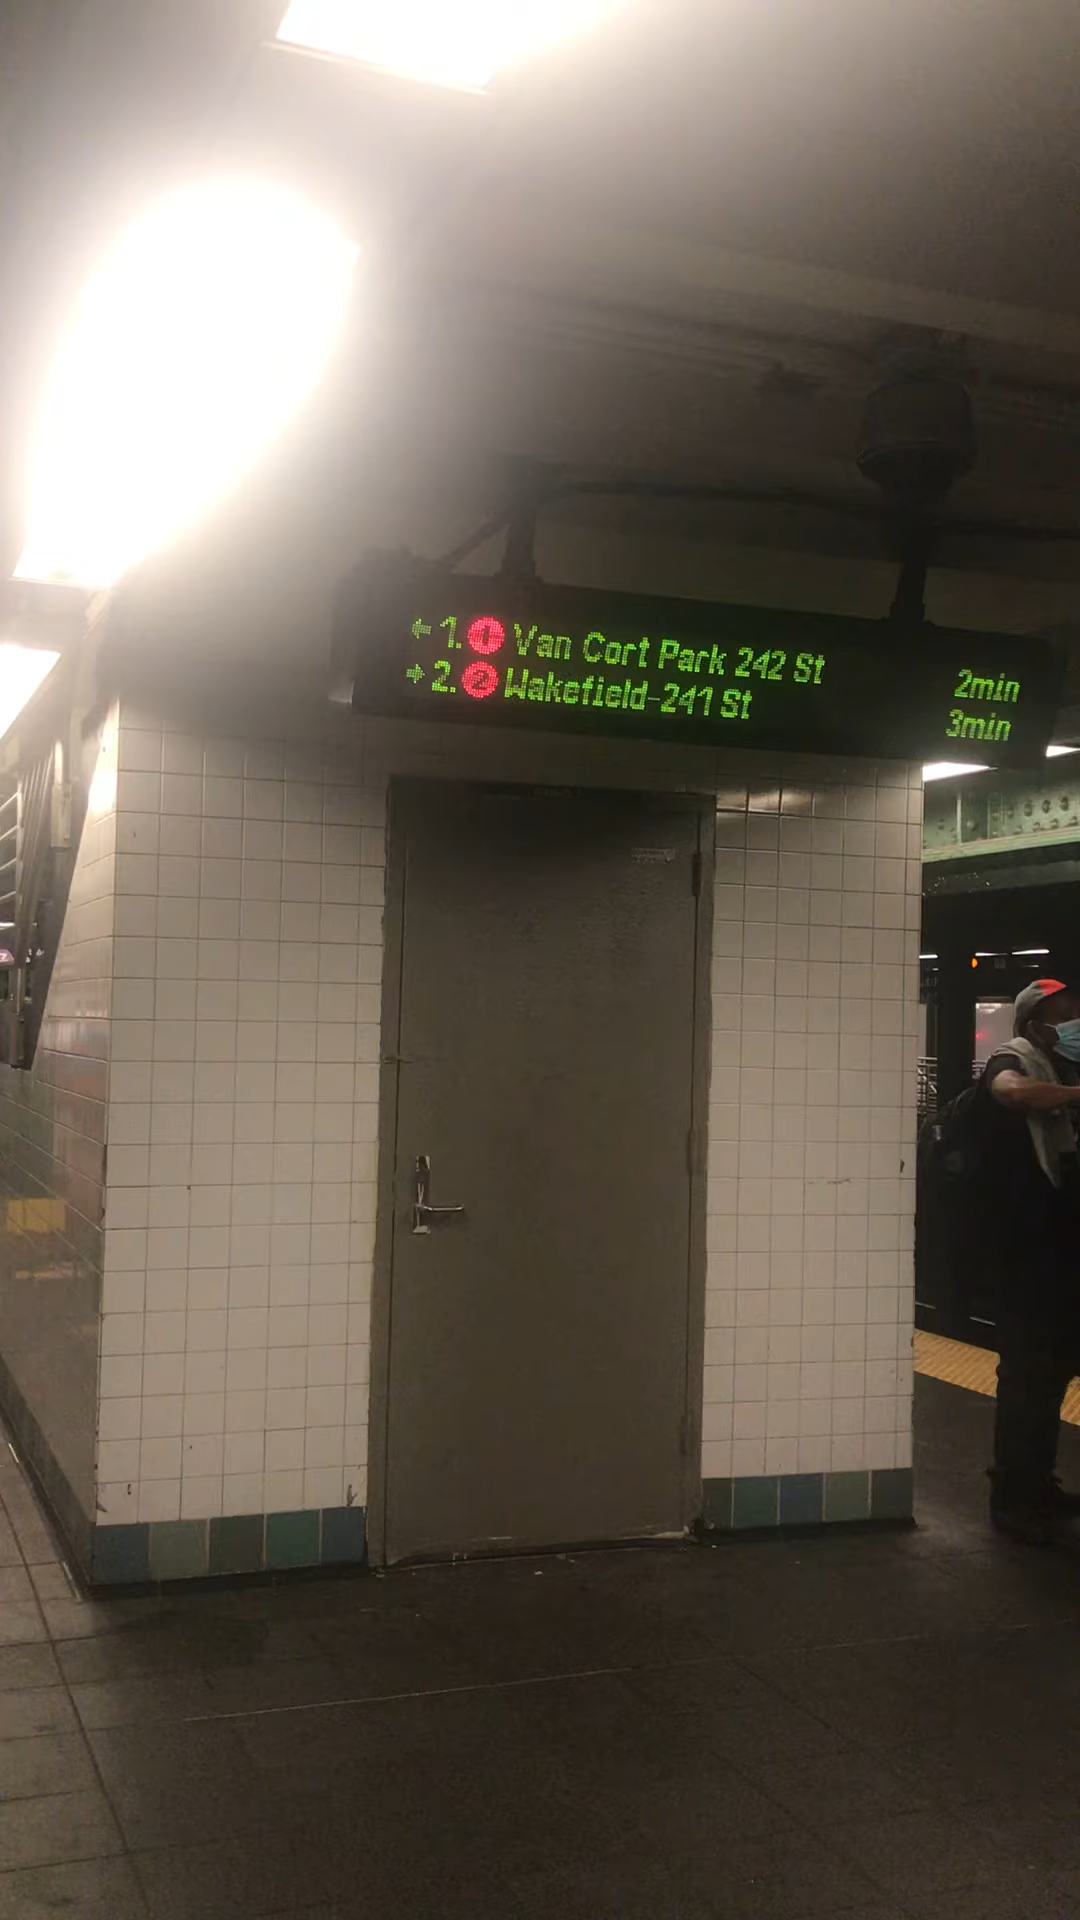 ← 1. 1 Van Cort Park 242 St 2min
→ 2. 2 Wakefield-241 St 3min